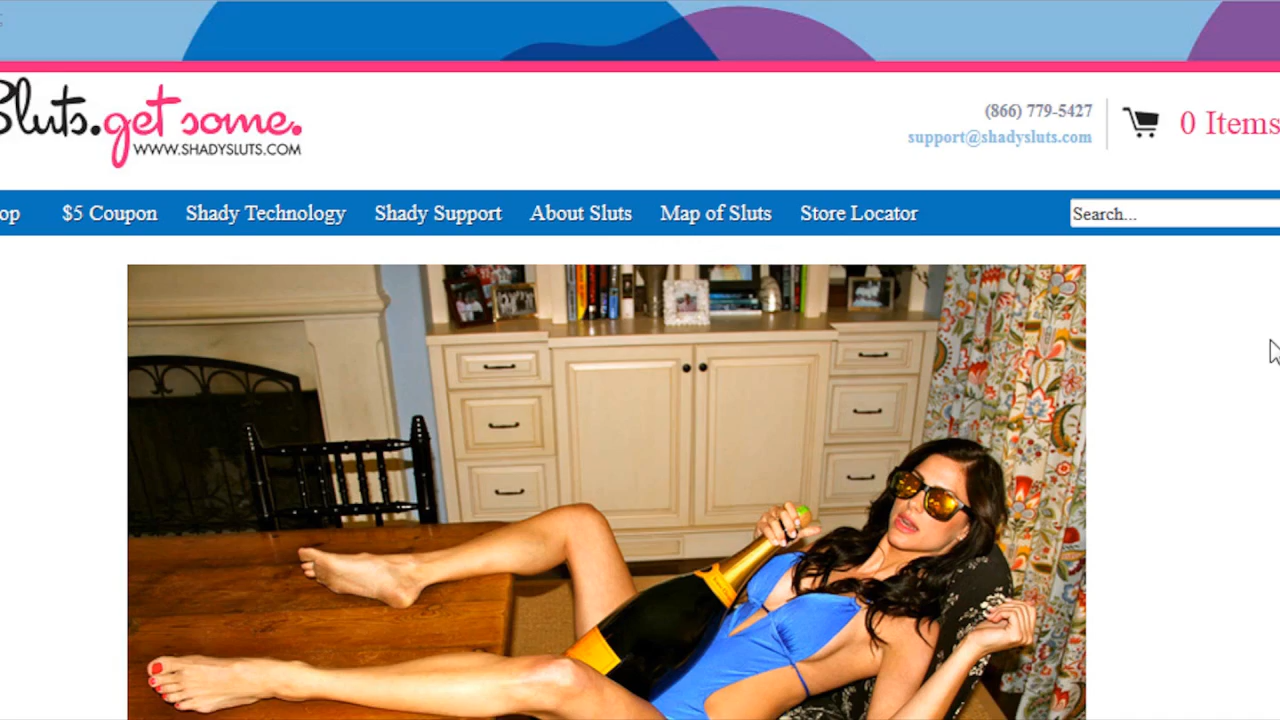 Sluts.get some.
WWW.SHADYSLUTS.COM
(866) 779-5427
support@shadysluts.com
0 Items
op
$5 Coupon
Shady Technology
Shady Support
About Sluts
Map of Sluts
Store Locator
Search...